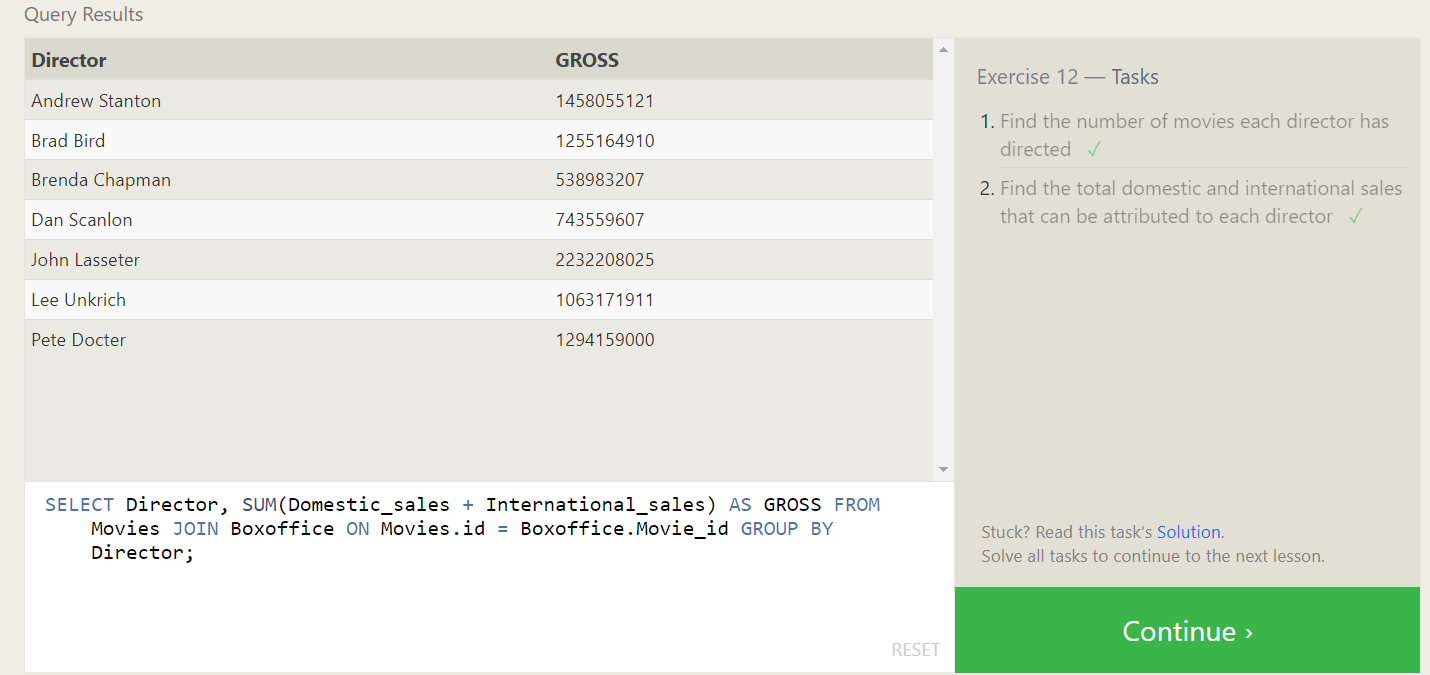 Query Results
Director GROSS
Andrew Stanton 1458055121
Brad Bird 1255164910
Brenda Chapman 538983207
Dan Scanlon 743559607
John Lasseter 2232208025
Lee Unkrich 1063171911
Pete Docter 1294159000
SELECT Director, SUM(Domestic_sales + International_sales) AS GROSS FROM
Movies JOIN Boxoffice ON Movies.id = Boxoffice.Movie_id GROUP BY
Director;
RESET
Exercise 12 — Tasks
1. Find the number of movies each director has
directed ✓
2. Find the total domestic and international sales
that can be attributed to each director ✓
Stuck? Read this task's Solution.
Solve all tasks to continue to the next lesson.
Continue ›